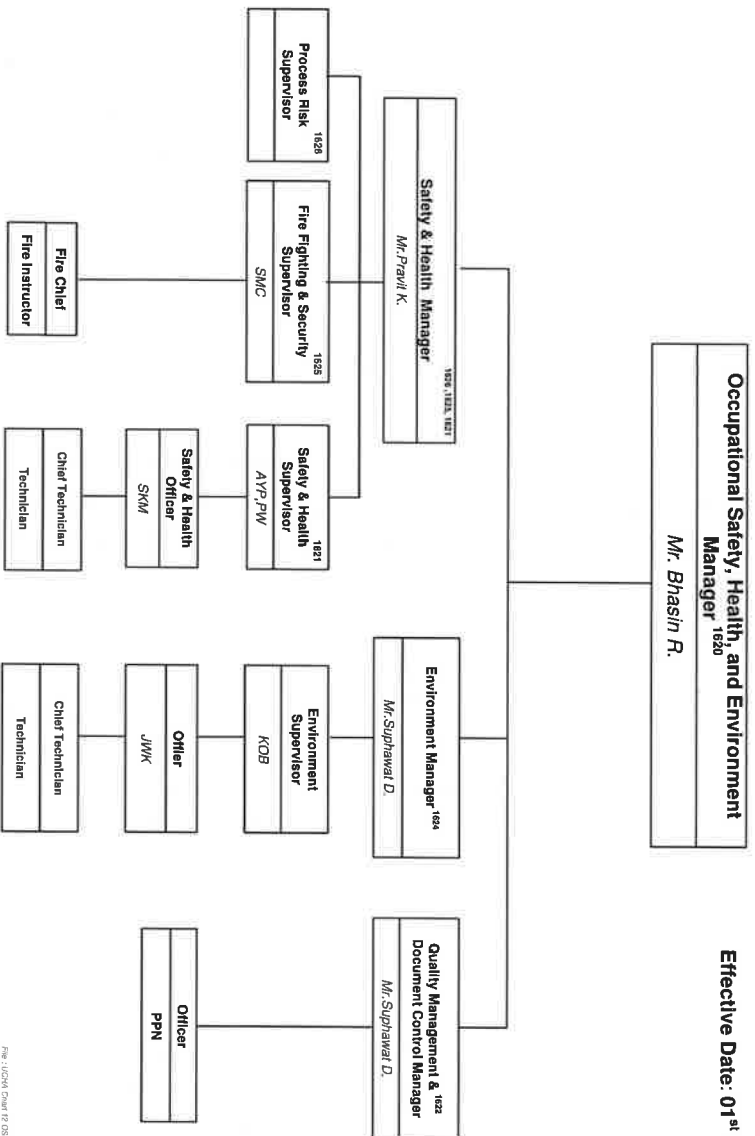 Effective Date: 01st
Occupational Safety, Health, and Environment
Manager 1620
Mr. Bhasin R.
1626, 1625, 1621
Safety & Health Manager
Mr.Pravit K.
Environment Manager 1624
Mr.Suphawat D.
Quality Management & 1622
Document Control Manager
Mr.Suphawat D.
1626
Process Risk
Supervisor
1625
Fire Fighting & Security
Supervisor
SMC
1621
Safety & Health
Supervisor
AYP,PW
Environment
Supervisor
KOB
Safety & Health
Officer
SKM
Offier
JWK
Officer
PPN
Fire Chief
Fire Instructor
Chief Technician
Technician
Chief Technician
Technician